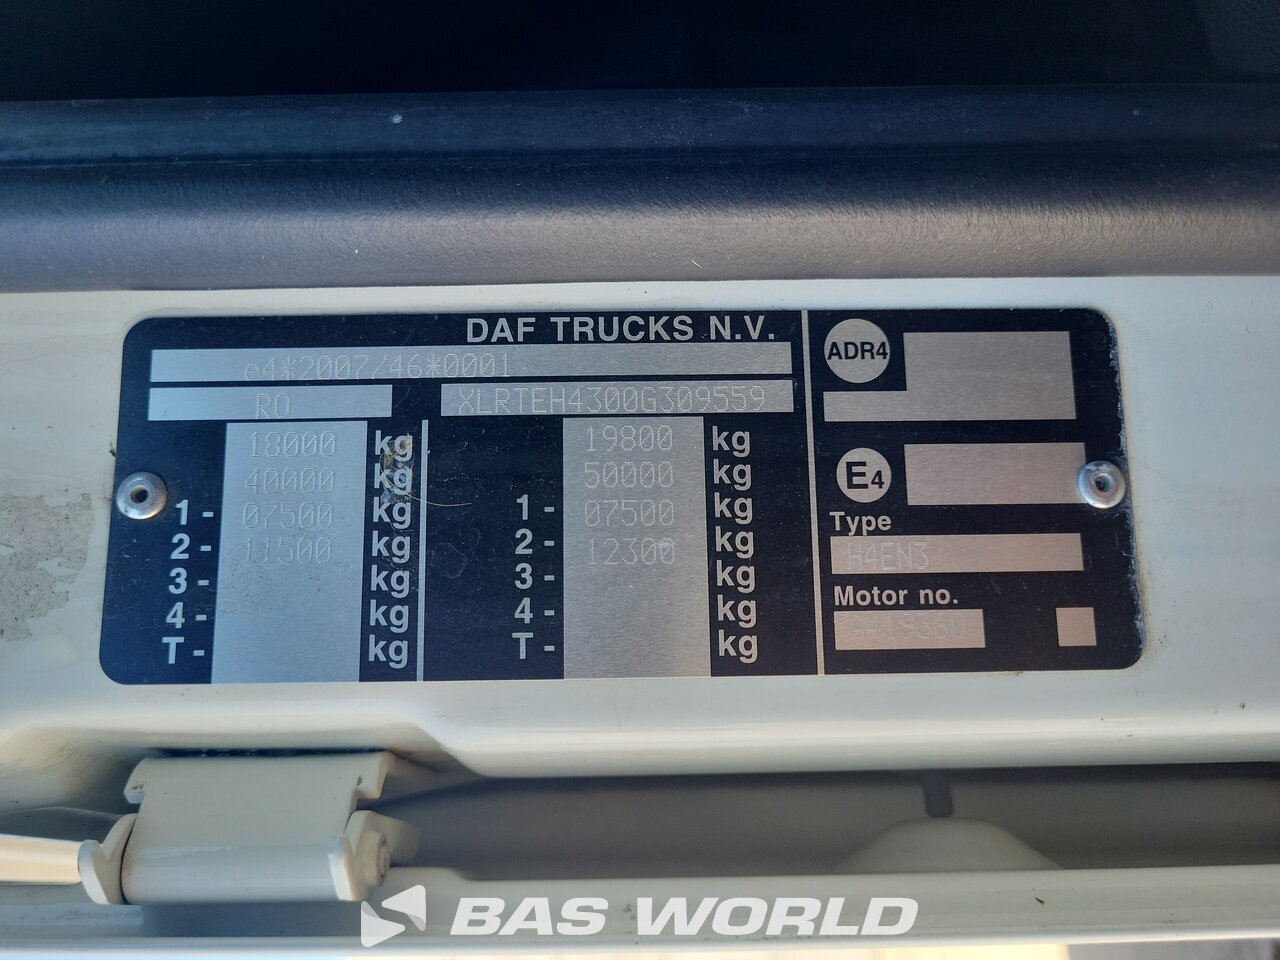 DAF TRUCKS N.V.
e4*2007/46*0001
RO XLRTEH4300G309559
18000 kg 19800 kg
40000 kg 50000 kg
1- 07500 kg 1- 07500 kg
2- 11500 kg 2- 12300 kg
3- kg 3- kg
4- kg 4- kg
T- kg T- kg
ADR4
E4
Type
H4EN3
Motor no.
BAS WORLD